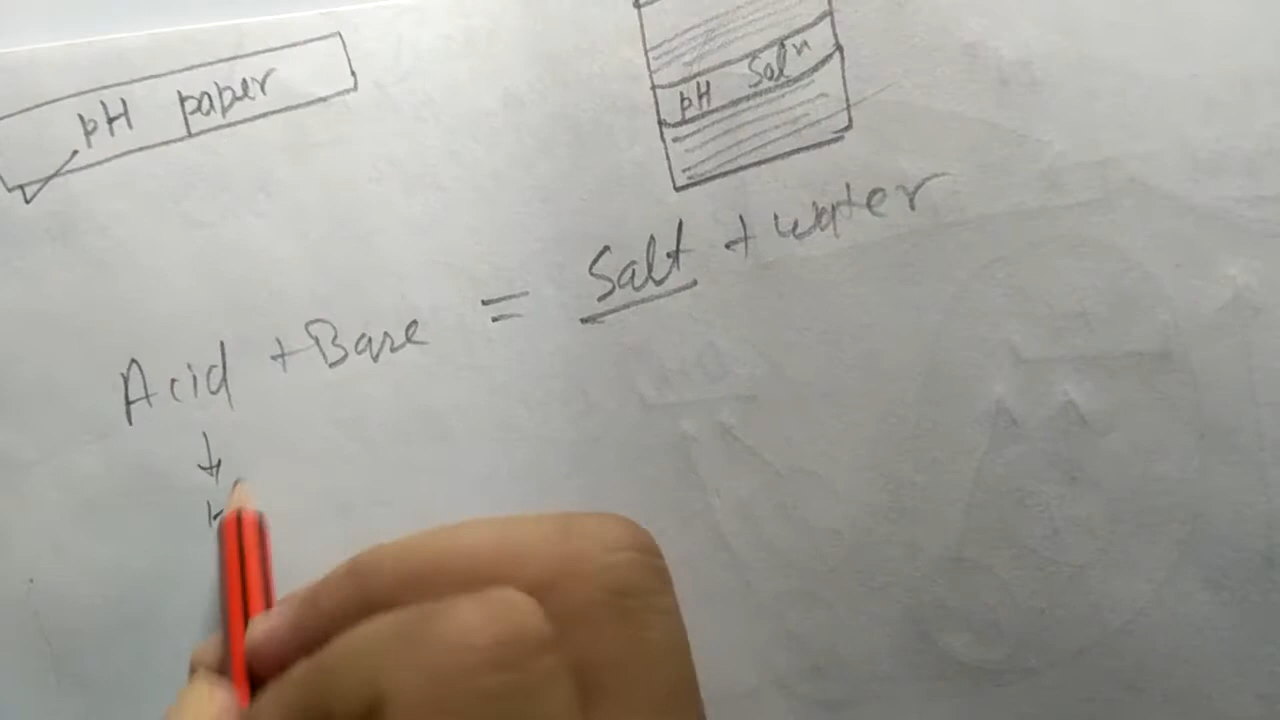 pH paper
pH Solⁿ
Acid + Base = Salt + water